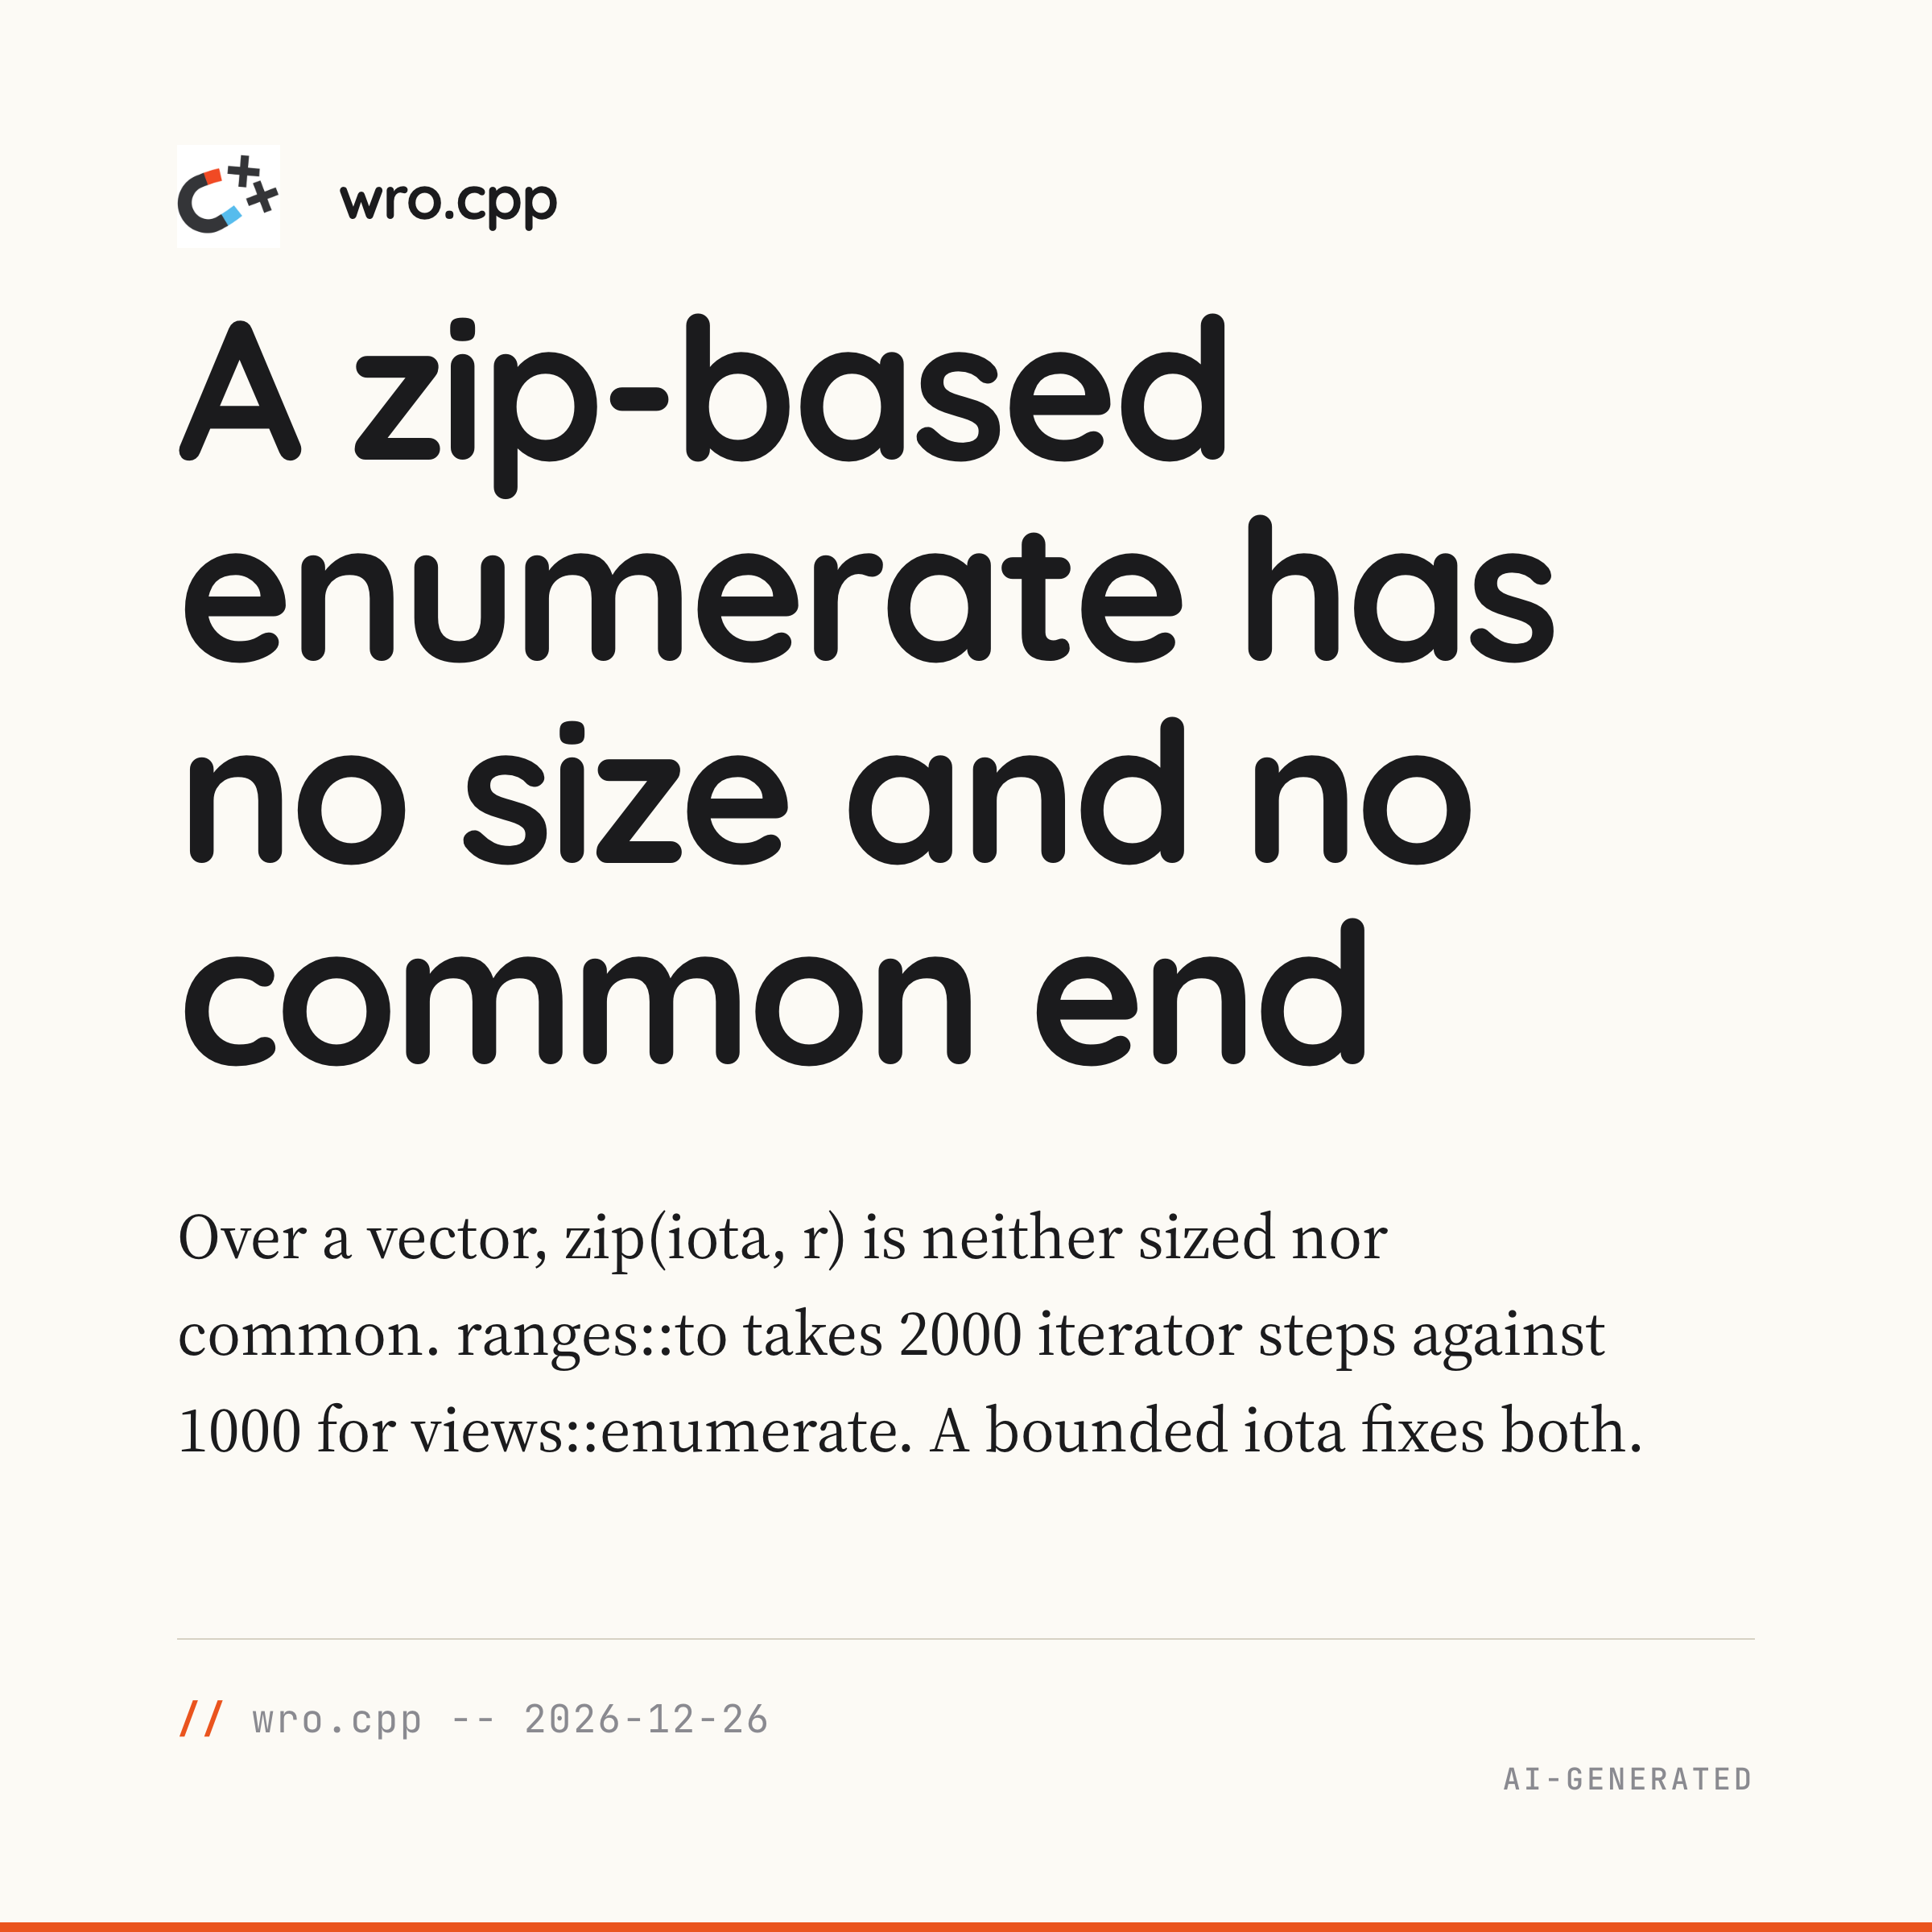 wro.cpp
A zip-based
enumerate has
no size and no
common end
Over a vector, zip(iota, r) is neither sized nor
common. ranges::to takes 2000 iterator steps against
1000 for views::enumerate. A bounded iota fixes both.
// wro.cpp -- 2026-12-26
AI-GENERATED